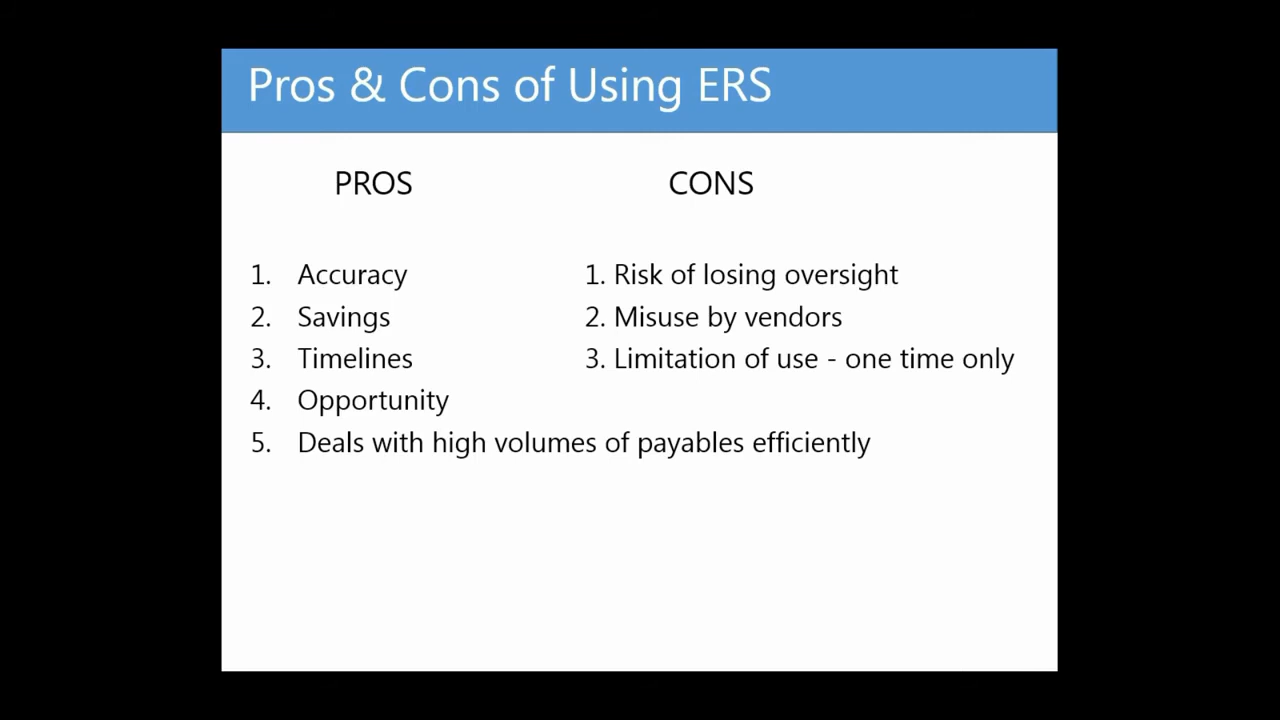 Pros & Cons of Using ERS
PROS
CONS
1. Accuracy
2. Savings
3. Timelines
4. Opportunity
5. Deals with high volumes of payables efficiently
1. Risk of losing oversight
2. Misuse by vendors
3. Limitation of use - one time only